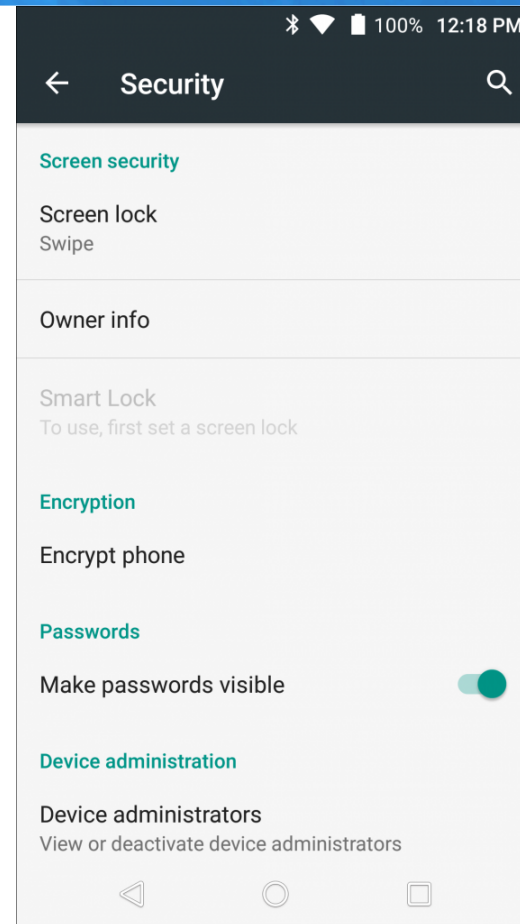 100% 12:18 PM
Security
Screen security
Screen lock
Swipe
Owner info
Smart Lock
To use, first set a screen lock
Encryption
Encrypt phone
Passwords
Make passwords visible
Device administration
Device administrators
View or deactivate device administrators